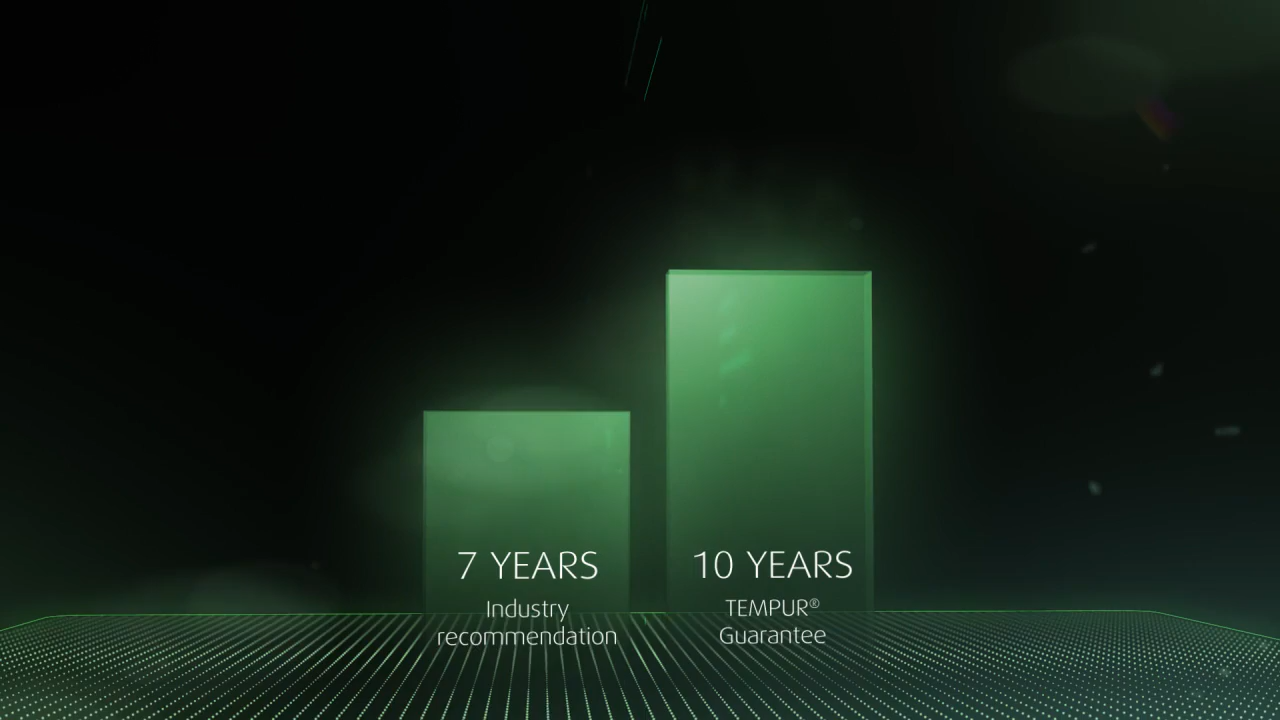 7 YEARS
Industry
recommendation
10 YEARS
TEMPUR®
Guarantee